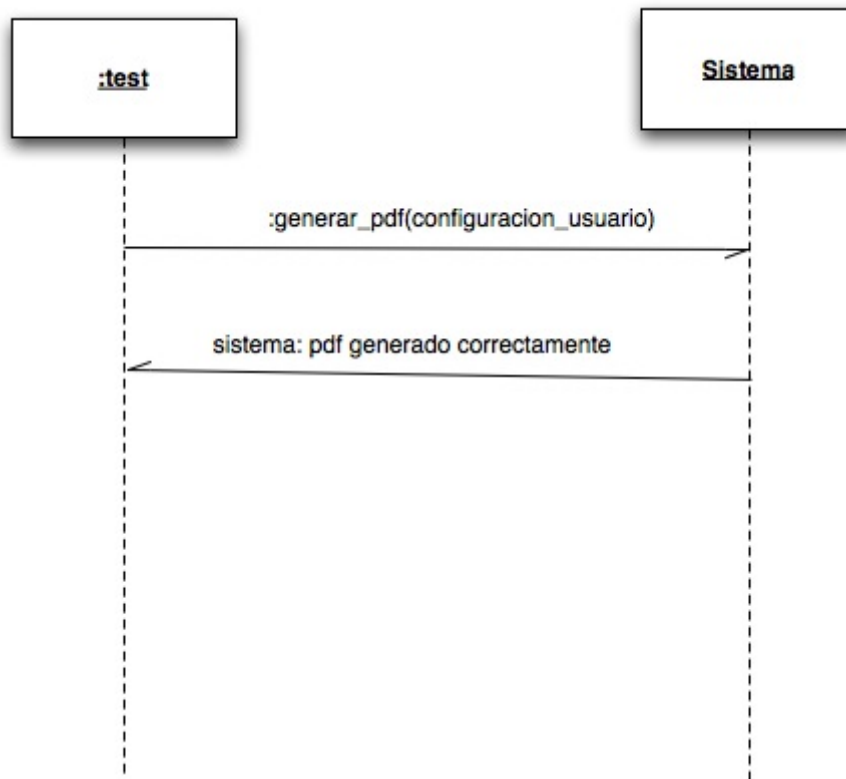 :test
Sistema
:generar_pdf(configuracion_usuario)
sistema: pdf generado correctamente